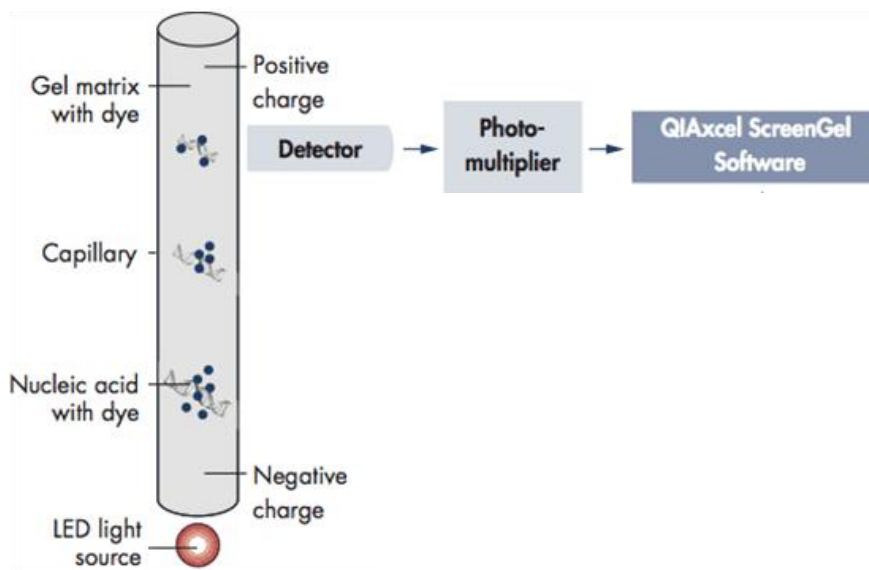 Gel matrix
with dye
Positive
charge
Detector
Photo-
multiplier
QIAxcel ScreenGel
Software
Capillary
Nucleic acid
with dye
Negative
charge
LED light
source